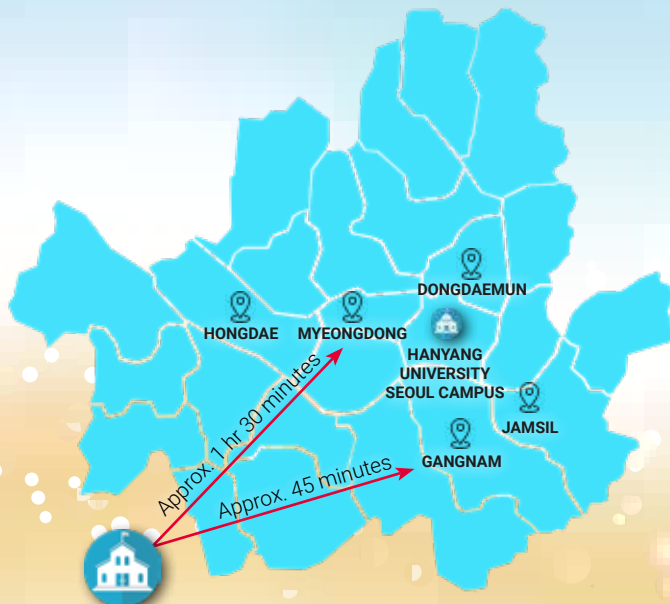 DONGDAEMUN
HONGDAE
MYEONGDONG
HANYANG
UNIVERSITY
SEOUL CAMPUS
JAMSIL
GANGNAM
Approx. 1 hr 30 minutes
Approx. 45 minutes